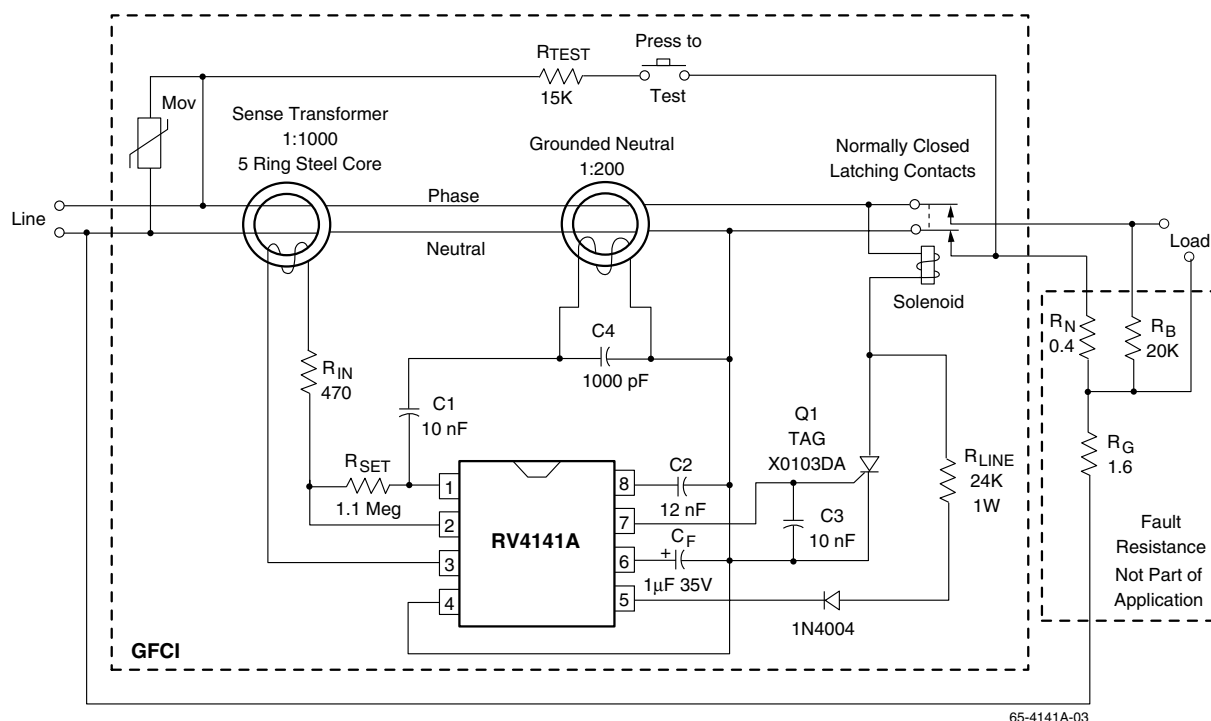 RTEST
15K
Press to
Test
Mov
Sense Transformer
1:1000
5 Ring Steel Core
Grounded Neutral
1:200
Normally Closed
Latching Contacts
Line
Phase
Neutral
Load
Solenoid
RN
0.4
RB
20K
C4
1000 pF
RIN
470
C1
10 nF
Q1
TAG
X0103DA
RG
1.6
RSET
1.1 Meg
RLINE
24K
1W
1
2
3
4
RV4141A
8
7
6
5
C2
12 nF
C3
10 nF
+
CF
1μF 35V
1N4004
Fault
Resistance
Not Part of
Application
GFCI
65-4141A-03